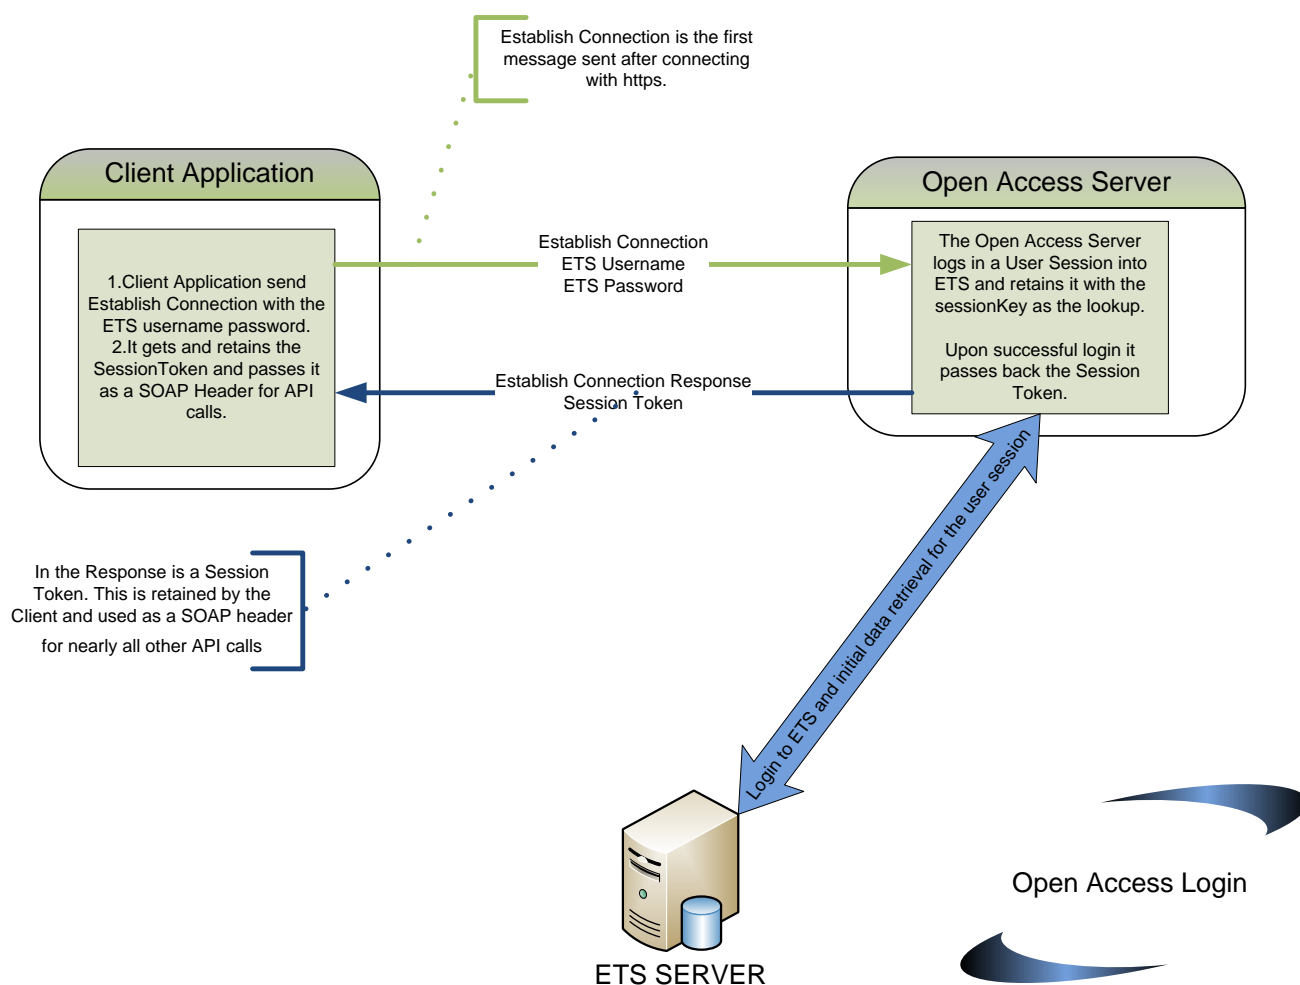 Establish Connection is the first
message sent after connecting
with https.
Client Application
Open Access Server
1.Client Application send
Establish Connection with the
ETS username password.
2.It gets and retains the
SessionToken and passes it
as a SOAP Header for API
calls.
Establish Connection
ETS Username
ETS Password
The Open Access Server
logs in a User Session into
ETS and retains it with the
sessionKey as the lookup.
Upon successful login it
passes back the Session
Token.
Establish Connection Response
Session Token
In the Response is a Session
Token. This is retained by the
Client and used as a SOAP header
for nearly all other API calls
Login to ETS and initial data retrieval for the user session
ETS SERVER
Open Access Login